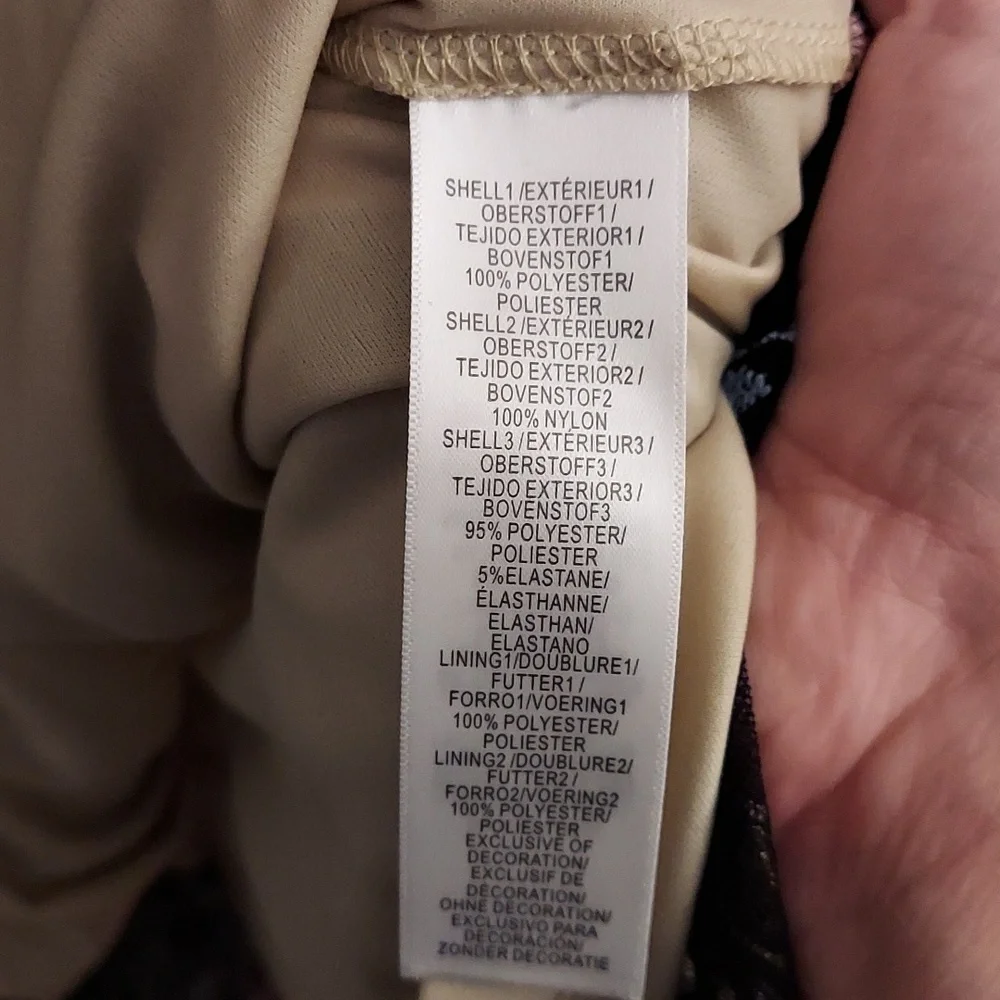 SHELL1/EXTÉRIEUR1/
OBERSTOFF1/
TEJIDO EXTERIOR1/
BOVENSTOF1
100% POLYESTER/
POLIESTER
SHELL2/EXTÉRIEUR2/
OBERSTOFF2/
TEJIDO EXTERIOR2/
BOVENSTOF2
100% NYLON
SHELL3/EXTÉRIEUR3/
OBERSTOFF3/
TEJIDO EXTERIOR3/
BOVENSTOF3
95% POLYESTER/
POLIESTER
5%ELASTANE/
ÉLASTHANNE/
ELASTHAN/
ELASTANO
LINING1/DOUBLURE1/
FUTTER1/
FORRO1/VOERING1
100% POLYESTER/
POLIESTER
LINING2/DOUBLURE2/
FUTTER2/
FORRO2/VOERING2
100% POLYESTER/
POLIESTER
EXCLUSIVE OF
DECORATION/
EXCLUSIF DE
DÉCORATION/
OHNE DECORATION/
EXCLUSIVO PARA
DECORACIÓN/
ZONDER DECORATIE